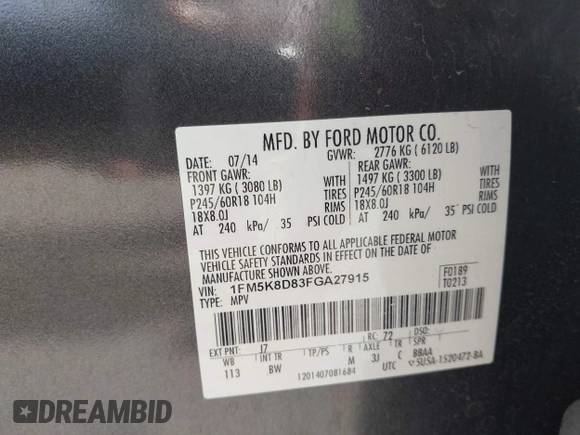 MFD. BY FORD MOTOR CO.
DATE: 07/14 GVWR: 2776 KG ( 6120 LB)
FRONT GAWR: REAR GAWR:
1397 KG ( 3080 LB) WITH 1497 KG ( 3300 LB) WITH
P245/60R18 104H TIRES P245/60R18 104H TIRES
18X8.0J RIMS 18X8.0J RIMS
AT 240 kPa/ 35 PSI COLD AT 240 kPa/ 35 PSI COLD
THIS VEHICLE CONFORMS TO ALL APPLICABLE FEDERAL MOTOR
VEHICLE SAFETY STANDARDS IN EFFECT ON THE DATE OF
MANUFACTURE SHOWN ABOVE.
VIN: 1FM5K8D83FGA27915 F0189
TYPE: MPV T0213
EXT PNT: J7 RC: 72 DSO:
WB INT TR TP/PS R AXLE TR SPR
113 BW M 3J C BBAA
1201407081684 UTC ▽5U5A-1520472-BA
DREAMBID